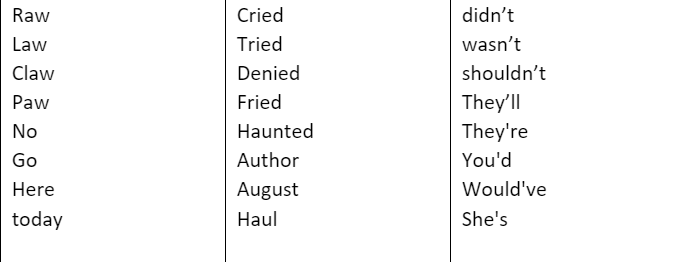 Raw Cried didn’t
Law Tried wasn’t
Claw Denied shouldn’t
Paw Fried They’ll
No Haunted They're
Go Author You'd
Here August Would've
today Haul She's